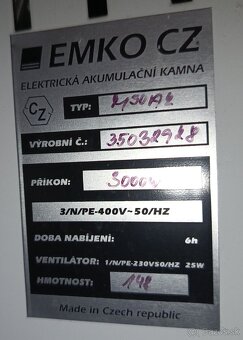 EMKO CZ
ELEKTRICKÁ AKUMULAČNÍ KAMNA
CZ TYP:
VÝROBNÍ Č.: 35032928
PŘÍKON: 3000W
3/N/PE-400V~50/HZ
DOBA NABÍJENÍ: 6h
VENTILÁTOR: 1/N/PE-230V50/HZ 25W
HMOTNOST: 148
Made in Czech republic